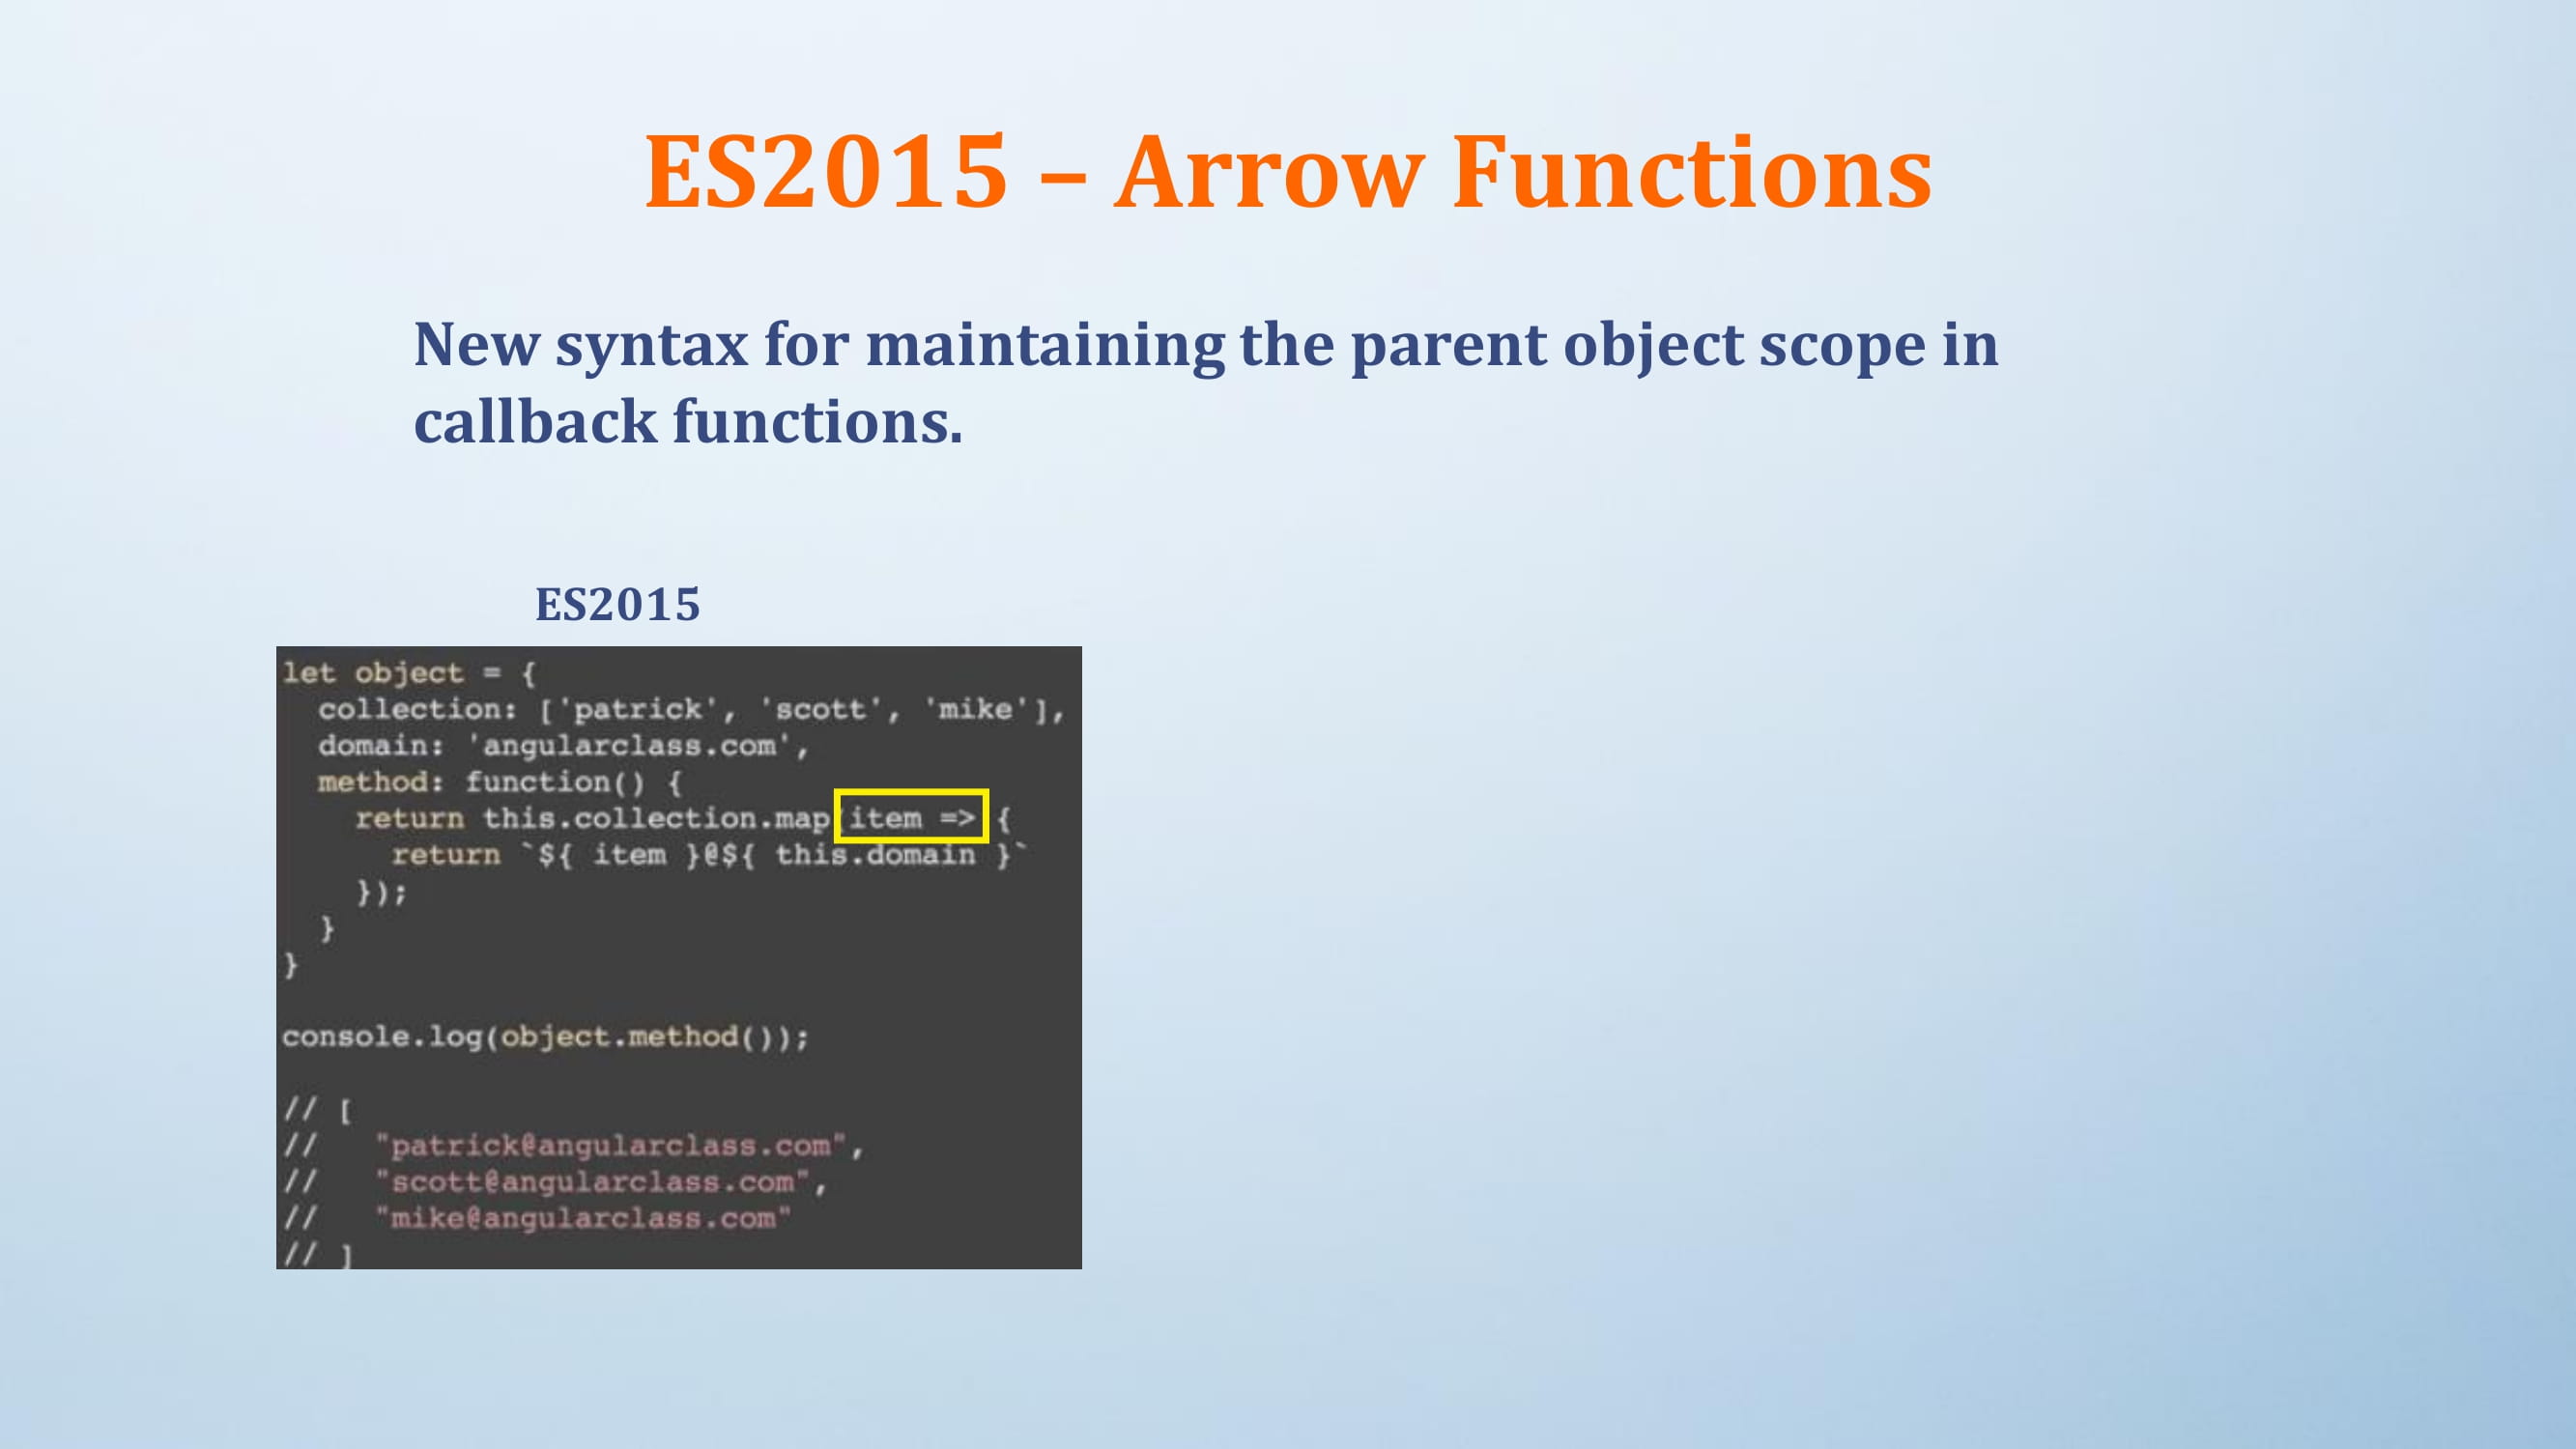 ES2015 – Arrow Functions
New syntax for maintaining the parent object scope in
callback functions.
ES2015
let object = {
  collection: ['patrick', 'scott', 'mike'],
  domain: 'angularclass.com',
  method: function() {
    return this.collection.map(item => {
      return `${ item }@${ this.domain }`
    });
  }
}
console.log(object.method());
// [
//   "patrick@angularclass.com",
//   "scott@angularclass.com",
//   "mike@angularclass.com"
// ]